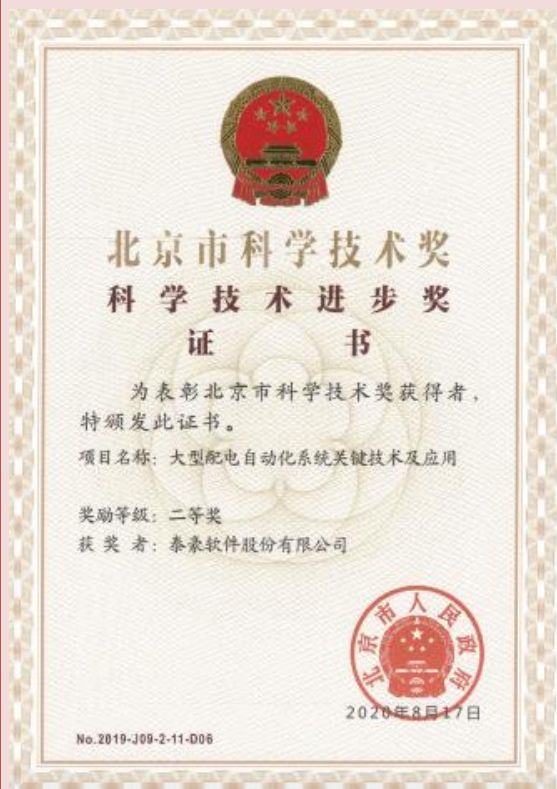 北京市科学技术奖
科学技术进步奖
证书
为表彰北京市科学技术奖获得者，
特颁发此证书。
项目名称：大型配电自动化系统关键技术及应用
奖励等级：二等奖
获奖者：泰豪软件股份有限公司
北京市人民政府
2020年8月17日
No.2019-J09-2-11-D06